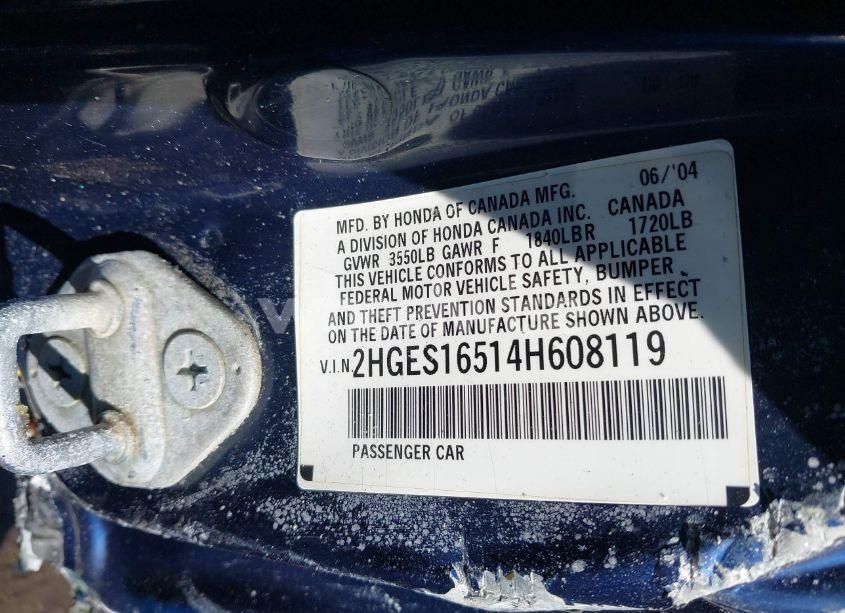 06/'04
MFD. BY HONDA OF CANADA MFG.
A DIVISION OF HONDA CANADA INC. CANADA
GVWR 3550LB GAWR F 1840LB R 1720LB
THIS VEHICLE CONFORMS TO ALL APPLICABLE
FEDERAL MOTOR VEHICLE SAFETY, BUMPER
AND THEFT PREVENTION STANDARDS IN EFFECT
ON THE DATE OF MANUFACTURE SHOWN ABOVE.
V.I.N. 2HGES16514H608119
PASSENGER CAR